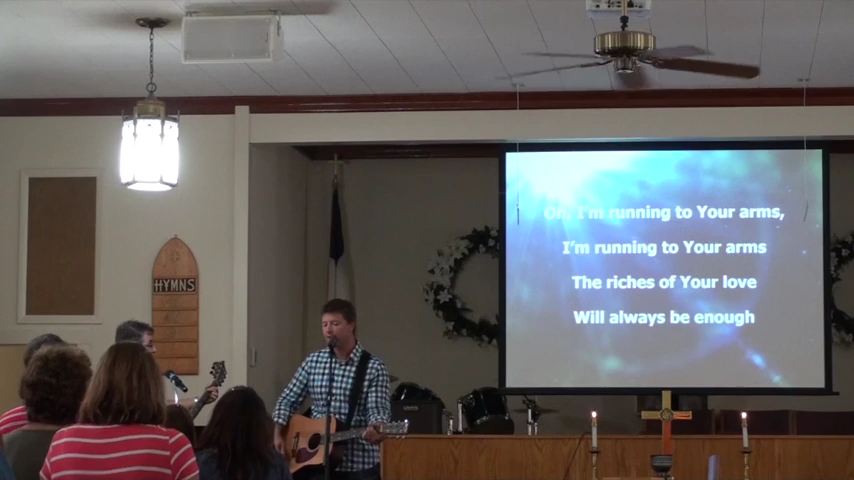 HYMNS
Oh, I'm running to Your arms,
I'm running to Your arms
The riches of Your love
Will always be enough